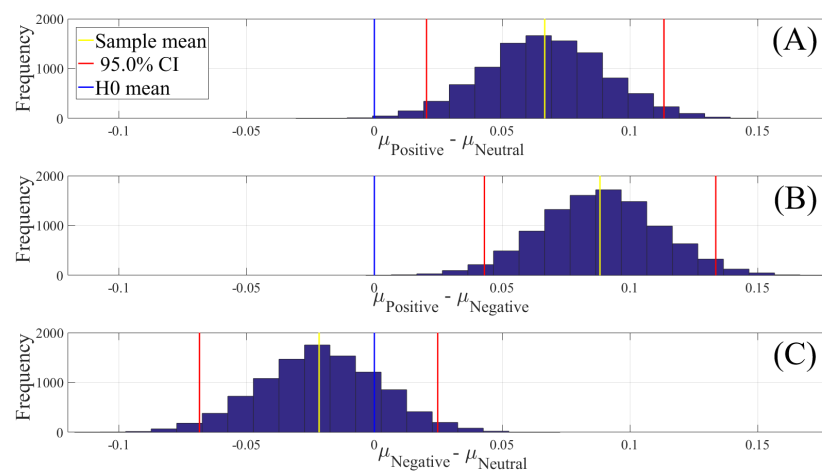 2000
1000
0
Frequency
Sample mean
95.0% CI
H0 mean
(A)
-0.1 -0.05 0 0.05 0.1 0.15
μPositive - μNeutral
2000
1000
0
Frequency
(B)
-0.1 -0.05 0 0.05 0.1 0.15
μPositive - μNegative
2000
1000
0
Frequency
(C)
-0.1 -0.05 0 0.05 0.1 0.15
μNegative - μNeutral